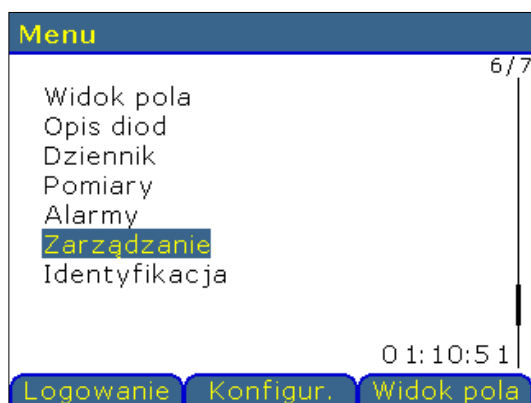 Menu
6/7
Widok pola
Opis diod
Dziennik
Pomiary
Alarmy
Zarządzanie
Identyfikacja
01:10:51
Logowanie Konfigur. Widok pola